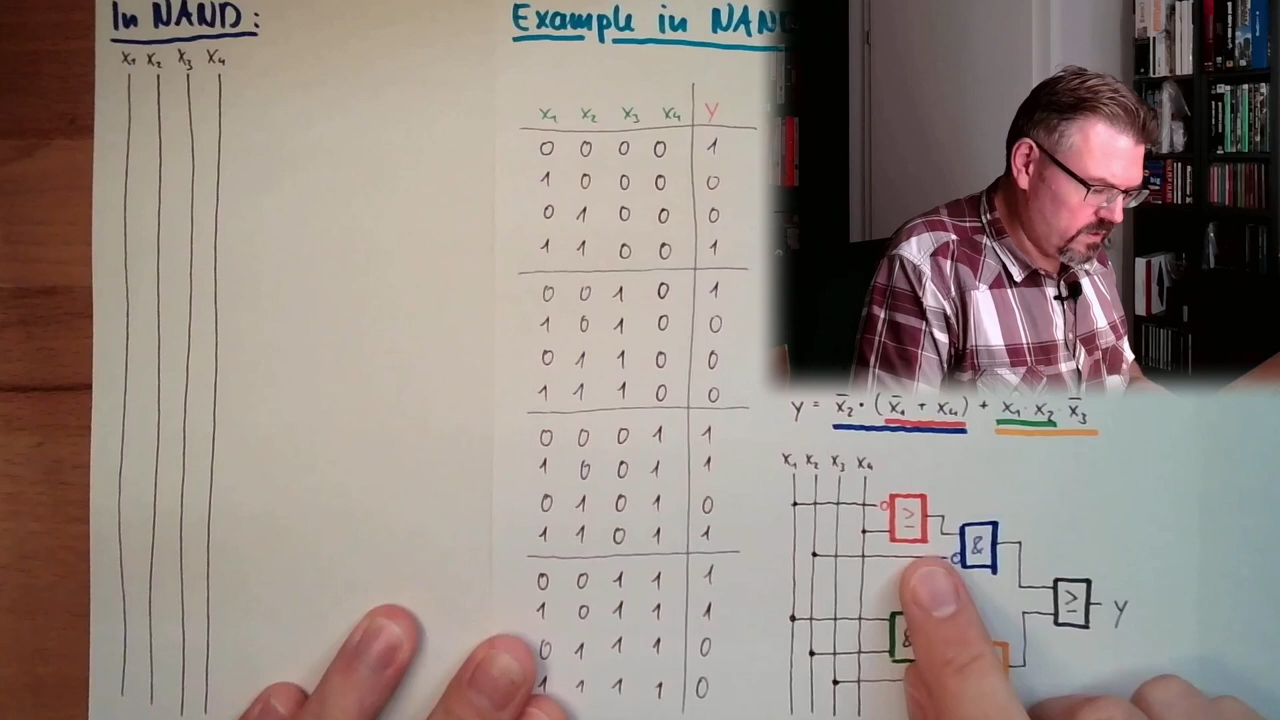 In NAND:
x₁ x₂ x₃ x₄
Example in NAN
x₁ x₂ x₃ x₄ y
0 0 0 0 1
1 0 0 0 0
0 1 0 0 0
1 1 0 0 1
0 0 1 0 1
1 0 1 0 0
0 1 1 0 0
1 1 1 0 0
0 0 0 1 1
1 0 0 1 1
0 1 0 1 0
1 1 0 1 1
0 0 1 1 1
1 0 1 1 1
0 1 1 1 0
1 1 1 1 0
y = x̄₂ · (x̄₁ + x₄) + x₁ · x₂ · x̄₃
x₁ x₂ x₃ x₄
≥
&
≥ y
&